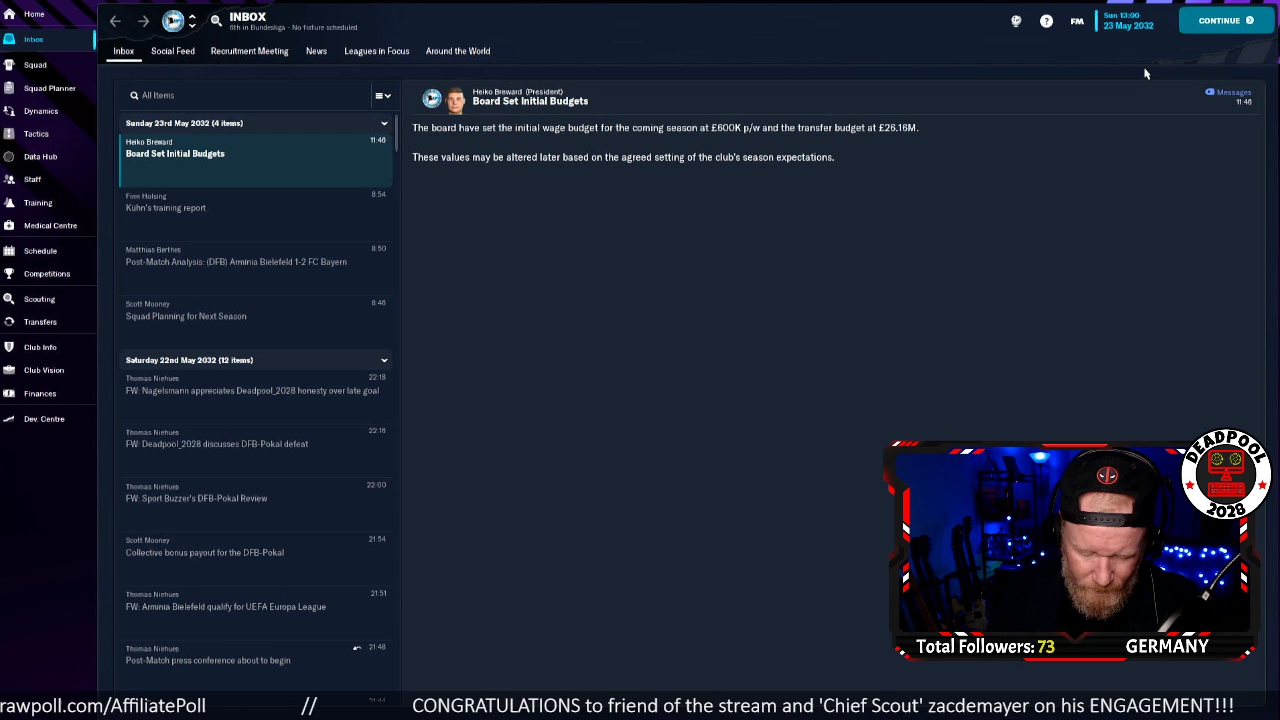 Home
Inbox
Squad
Squad Planner
Dynamics
Tactics
Data Hub
Staff
Training
Medical Centre
Schedule
Competitions
Scouting
Transfers
Club Info
Club Vision
Finances
Dev. Centre
INBOX
6th in Bundesliga - No fixture scheduled.
FM
Sun 13:00
23 May 2032
CONTINUE
Inbox
Social Feed
Recruitment Meeting
News
Leagues in Focus
Around the World
All Items
Sunday 23rd May 2032 (4 items)
Heiko Breward
11:46
Board Set Initial Budgets
Finn Holsing
8:54
Kühn's training report
Matthias Berthes
8:50
Post-Match Analysis: (DFB) Arminia Bielefeld 1-2 FC Bayern
Scott Mooney
8:46
Squad Planning for Next Season
Saturday 22nd May 2032 (12 items)
Thomas Niehues
22:18
FW: Nagelsmann appreciates Deadpool_2028 honesty over late goal
Thomas Niehues
22:16
FW: Deadpool_2028 discusses DFB-Pokal defeat
Thomas Niehues
22:00
FW: Sport Buzzer's DFB-Pokal Review
Scott Mooney
21:54
Collective bonus payout for the DFB-Pokal
Thomas Niehues
21:51
FW: Arminia Bielefeld qualify for UEFA Europa League
Thomas Niehues
21:48
Post-Match press conference about to begin
21:44
Heiko Breward (President)
Board Set Initial Budgets
Messages
11:46
The board have set the initial wage budget for the coming season at £600K p/w and the transfer budget at £26.16M.
These values may be altered later based on the agreed setting of the club's season expectations.
DEADPOOL
2028
Total Followers: 73
GERMANY
rawpoll.com/AffiliatePoll // CONGRATULATIONS to friend of the stream and 'Chief Scout' zacdemayer on his ENGAGEMENT!!!